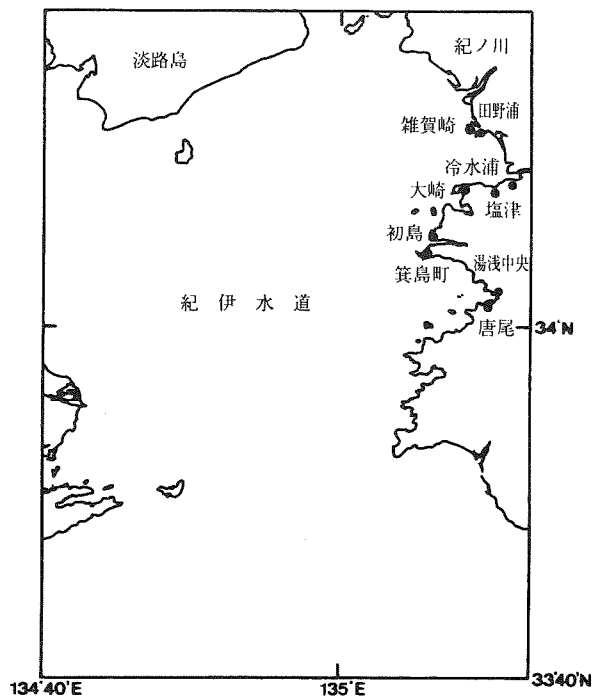 淡路島
紀ノ川
田野浦
雑賀崎
冷水浦
大崎
塩津
初島
湯浅中央
箕島町
紀伊水道
唐尾
34°N
134°40'E
135°E
33°40'N